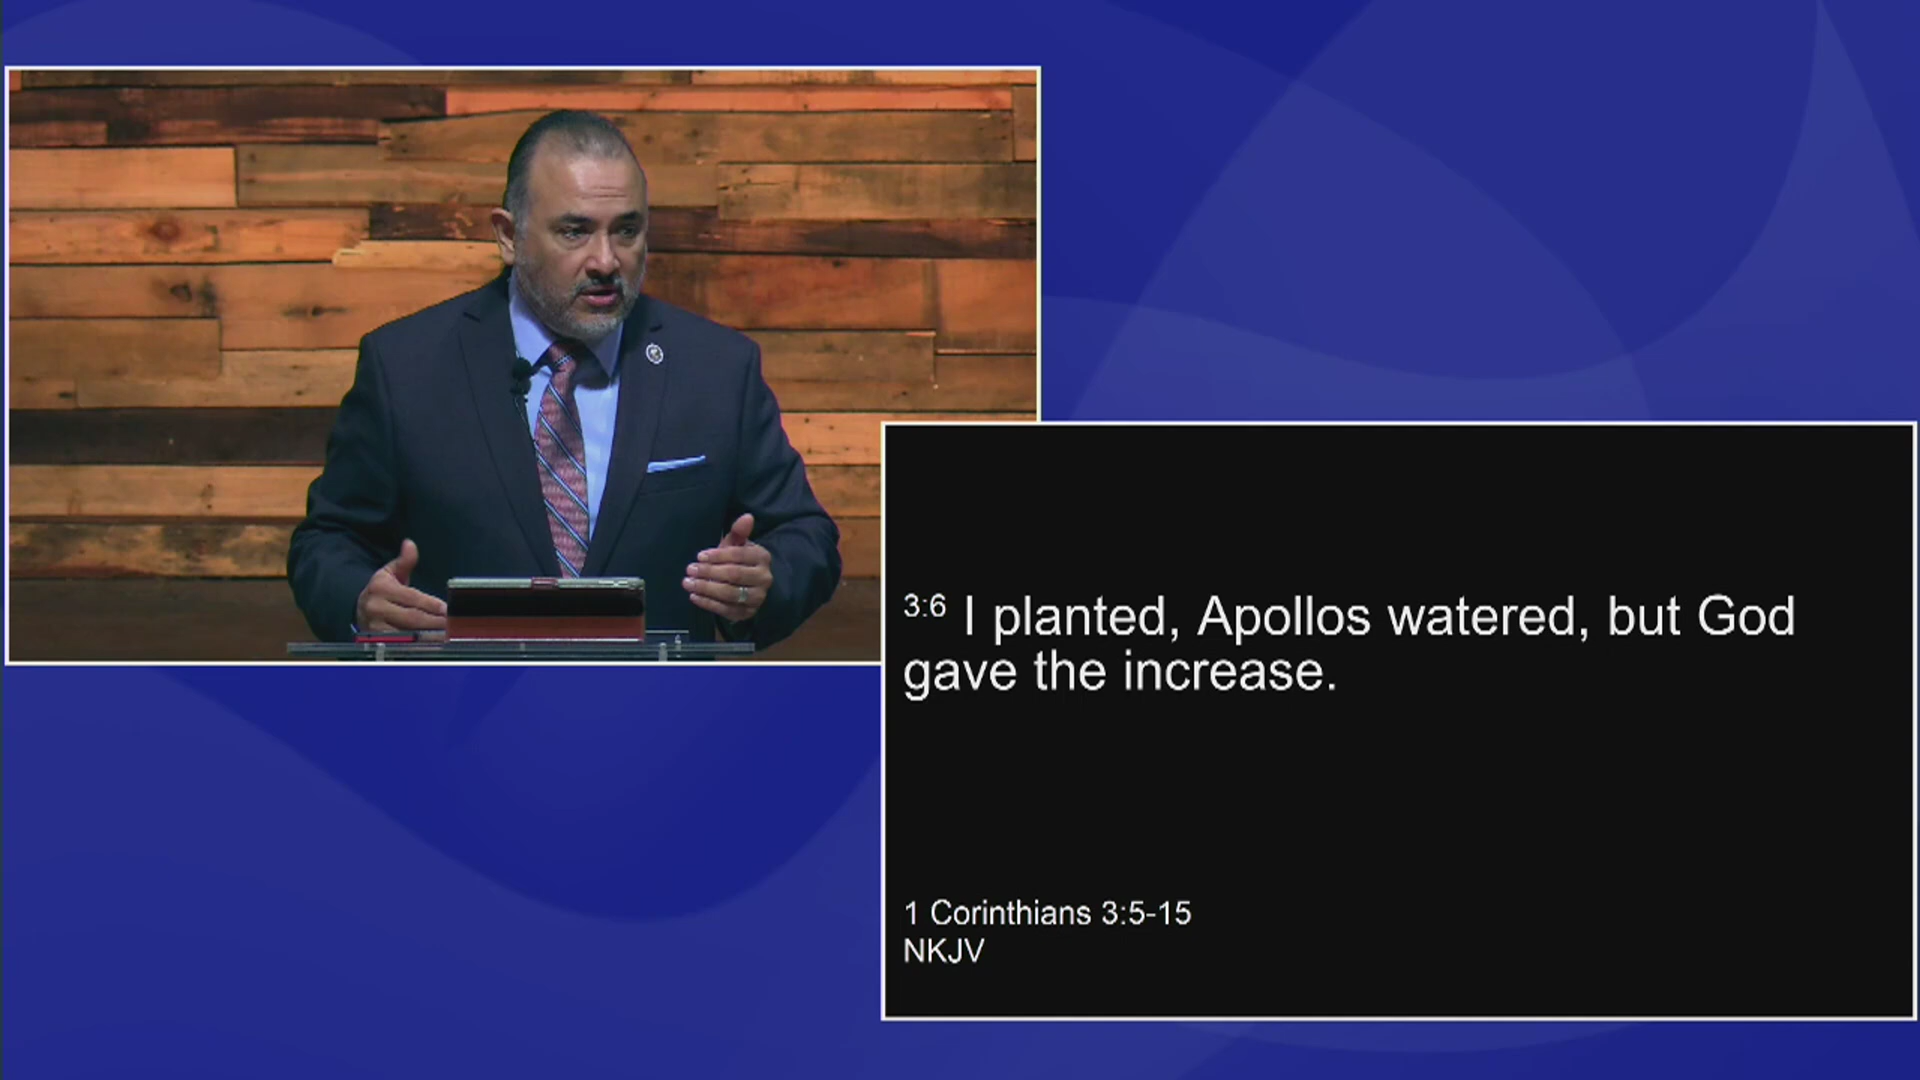 3:6 I planted, Apollos watered, but God
gave the increase.
1 Corinthians 3:5-15
NKJV